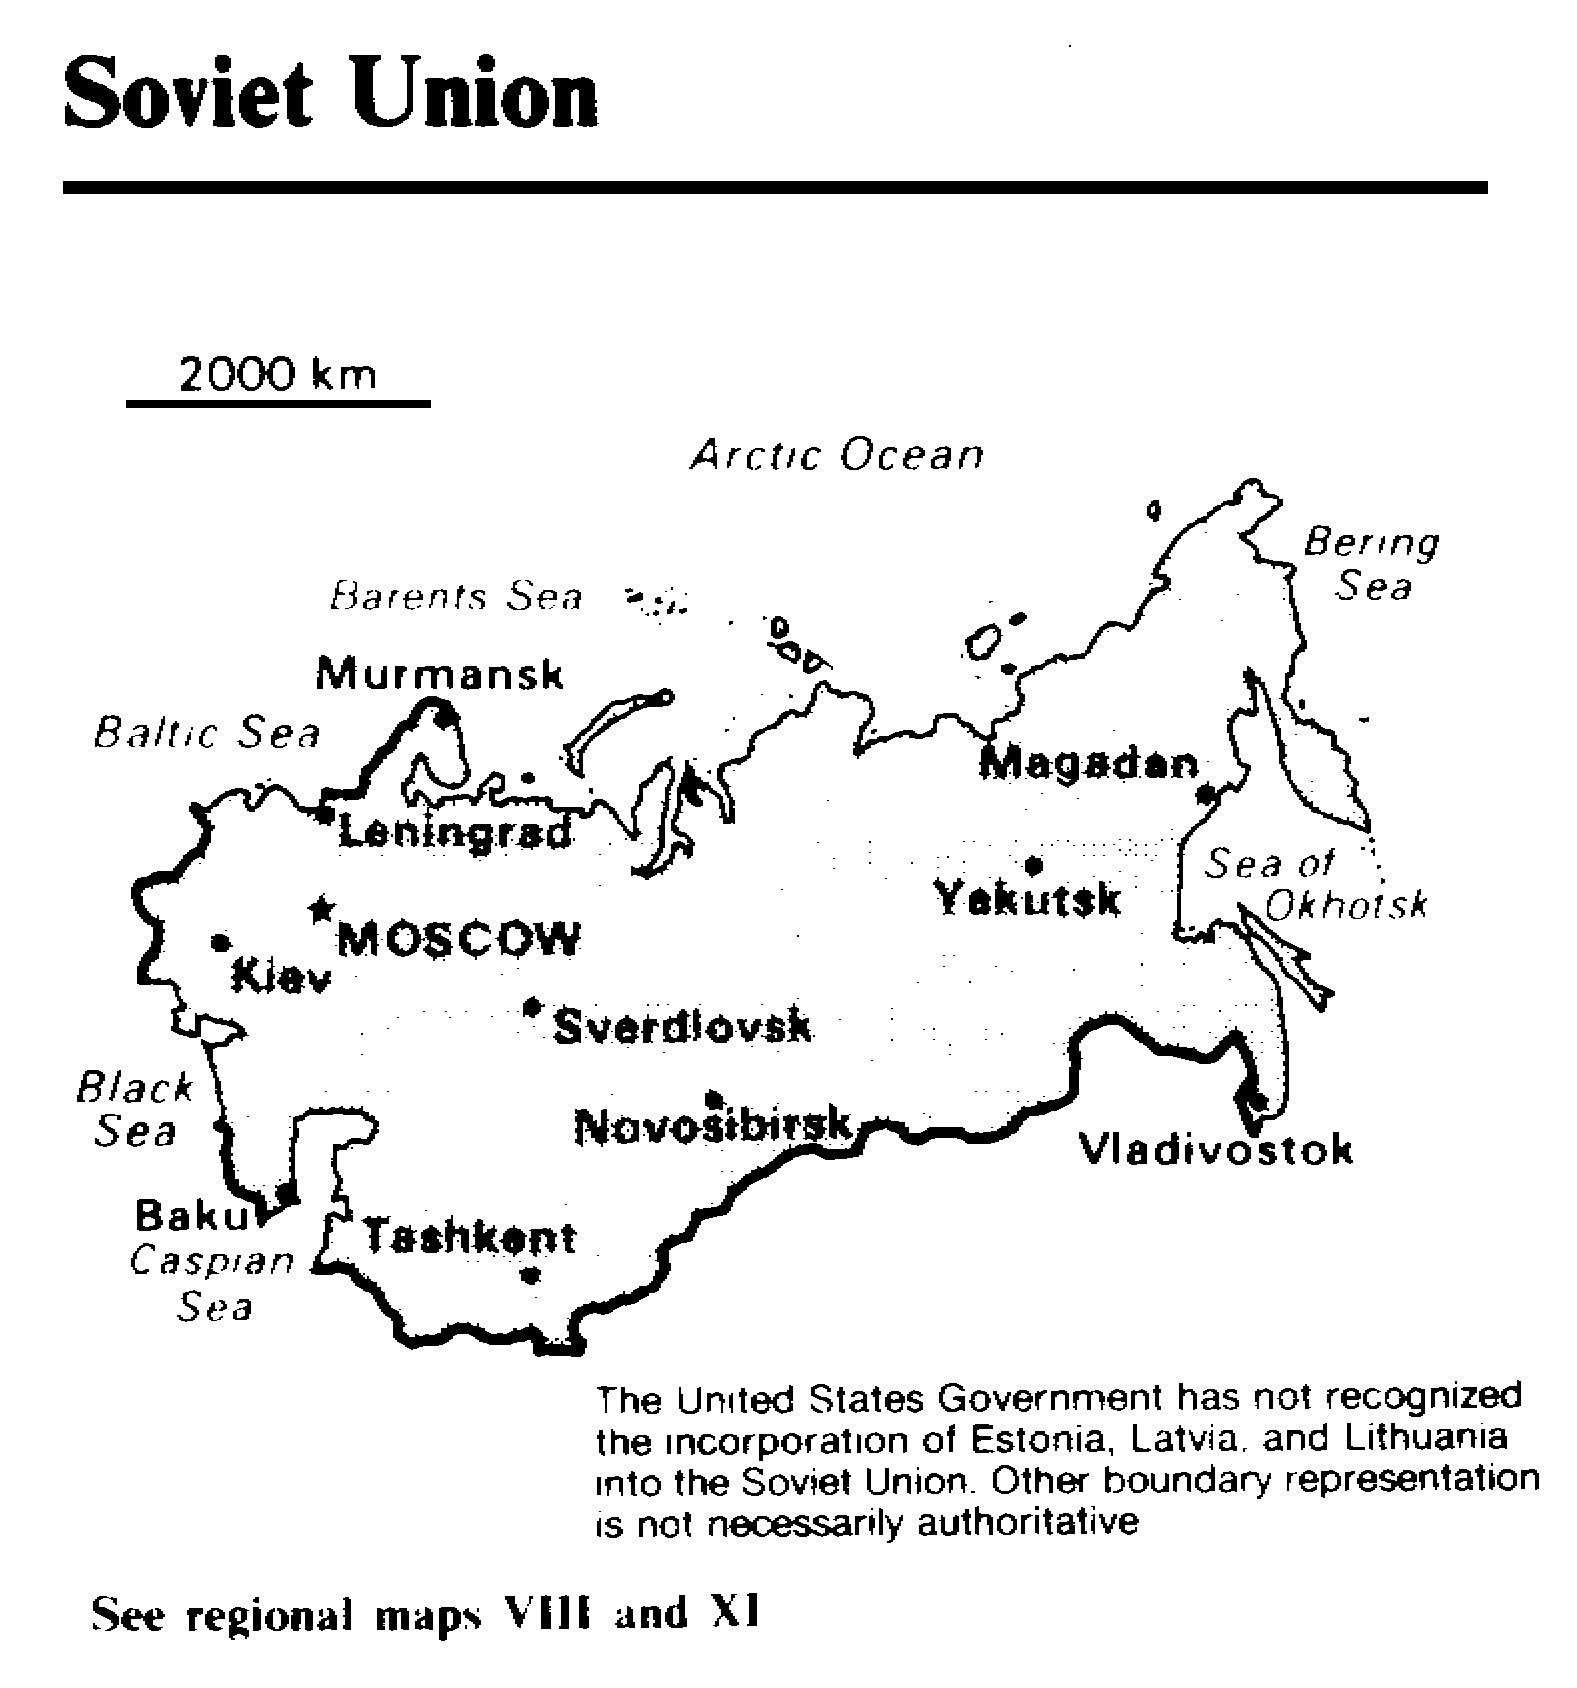 Soviet Union
2000 km
Arctic Ocean
Bering
Sea
Barents Sea
Murmansk
Baltic Sea
Magadan
Leningrad
Sea of
Okhotsk
Yakutsk
MOSCOW
Kiev
Sverdlovsk
Black
Sea
Novosibirsk
Vladivostok
Baku
Tashkent
Caspian
Sea
The United States Government has not recognized
the incorporation of Estonia, Latvia, and Lithuania
into the Soviet Union. Other boundary representation
is not necessarily authoritative
See regional maps VIII and XI